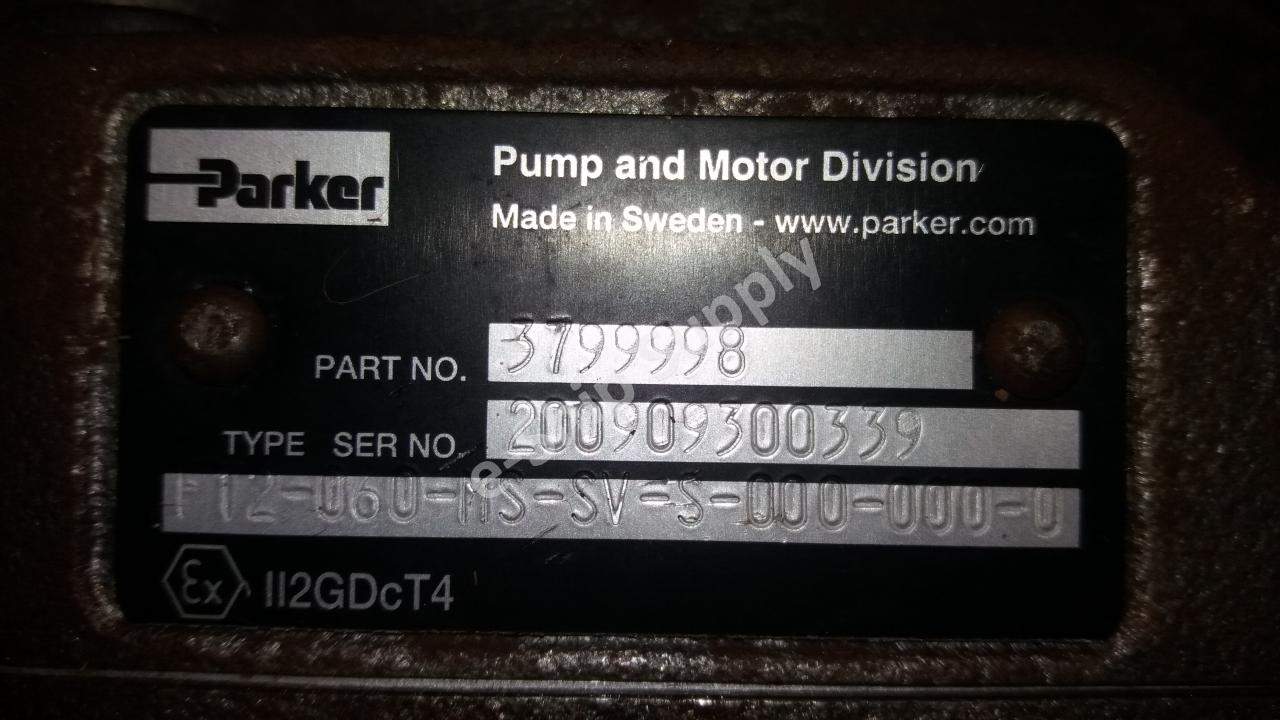 Parker
Pump and Motor Division
Made in Sweden - www.parker.com
PART NO. 3799998
TYPE SER NO. 200909300339
F12-060-MS-SV-S-000-000-0
Ex II2GDcT4